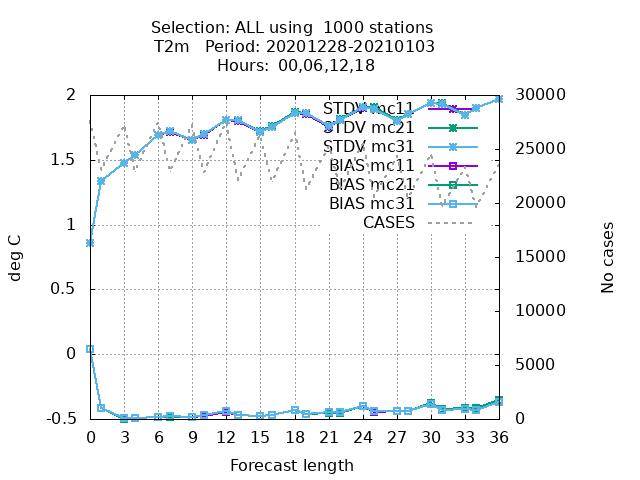 Selection: ALL using  1000 stations
T2m   Period: 20201228-20210103
Hours:  00,06,12,18
2
1.5
1
0.5
0
-0.5
deg C
30000
25000
20000
15000
10000
5000
0
No cases
STDV mc11
STDV mc21
STDV mc31
BIAS mc11
BIAS mc21
BIAS mc31
CASES
0 3 6 9 12 15 18 21 24 27 30 33 36
Forecast length